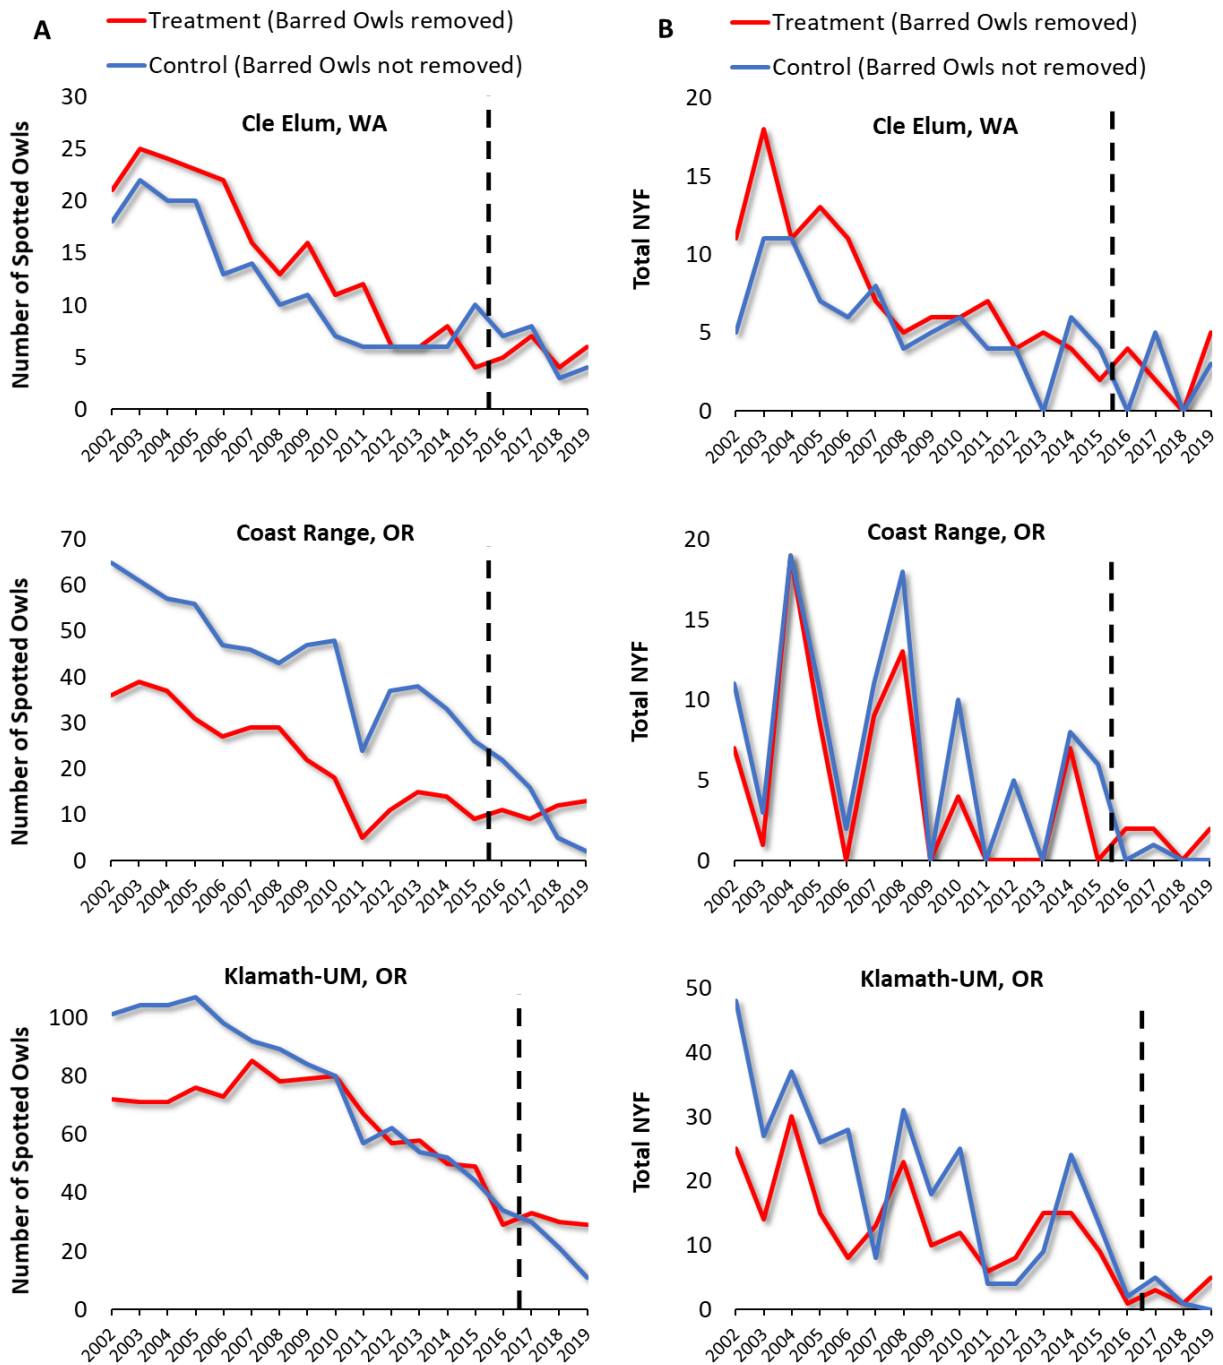 A
Treatment (Barred Owls removed)
Control (Barred Owls not removed)
Cle Elum, WA
Number of Spotted Owls
30
25
20
15
10
5
0
2002 2003 2004 2005 2006 2007 2008 2009 2010 2011 2012 2013 2014 2015 2016 2017 2018 2019
Coast Range, OR
Number of Spotted Owls
70
60
50
40
30
20
10
0
2002 2003 2004 2005 2006 2007 2008 2009 2010 2011 2012 2013 2014 2015 2016 2017 2018 2019
Klamath-UM, OR
Number of Spotted Owls
100
80
60
40
20
0
2002 2003 2004 2005 2006 2007 2008 2009 2010 2011 2012 2013 2014 2015 2016 2017 2018 2019
B
Treatment (Barred Owls removed)
Control (Barred Owls not removed)
Cle Elum, WA
Total NYF
20
15
10
5
0
2002 2003 2004 2005 2006 2007 2008 2009 2010 2011 2012 2013 2014 2015 2016 2017 2018 2019
Coast Range, OR
Total NYF
20
15
10
5
0
2002 2003 2004 2005 2006 2007 2008 2009 2010 2011 2012 2013 2014 2015 2016 2017 2018 2019
Klamath-UM, OR
Total NYF
50
40
30
20
10
0
2002 2003 2004 2005 2006 2007 2008 2009 2010 2011 2012 2013 2014 2015 2016 2017 2018 2019